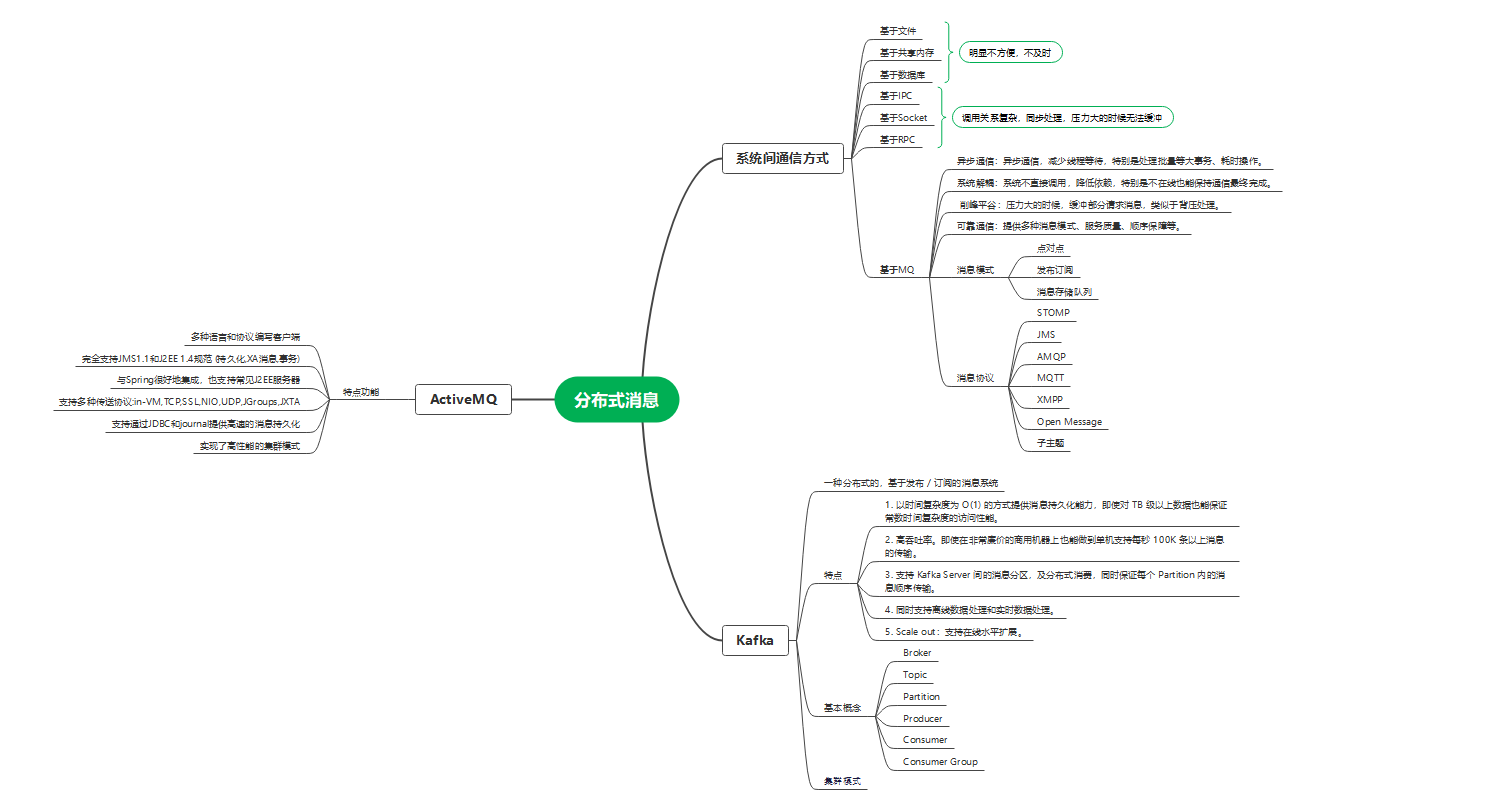 分布式消息
系统间通信方式
基于文件
基于共享内存
基于数据库
明显不方便，不及时
基于IPC
基于Socket
基于RPC
调用关系复杂，同步处理，压力大的时候无法缓冲
基于MQ
异步通信：异步通信，减少线程等待，特别是处理批量等大事务、耗时操作。
系统解耦：系统不直接调用，降低依赖，特别是不在线也能保持通信最终完成。
削峰平谷：压力大的时候，缓冲部分请求消息，类似于背压处理。
可靠通信：提供多种消息模式、服务质量、顺序保障等。
消息模式
点对点
发布订阅
消息存储队列
消息协议
STOMP
JMS
AMQP
MQTT
XMPP
Open Message
子主题
Kafka
一种分布式的，基于发布 / 订阅的消息系统
特点
1. 以时间复杂度为 O(1) 的方式提供消息持久化能力，即使对 TB 级以上数据也能保证
常数时间复杂度的访问性能。
2. 高吞吐率。即使在非常廉价的商用机器上也能做到单机支持每秒 100K 条以上消息
的传输。
3. 支持 Kafka Server 间的消息分区，及分布式消费，同时保证每个 Partition 内的消
息顺序传输。
4. 同时支持离线数据处理和实时数据处理。
5. Scale out：支持在线水平扩展。
基本概念
Broker
Topic
Partition
Producer
Consumer
Consumer Group
集群模式
ActiveMQ
特点功能
多种语言和协议编写客户端
完全支持JMS1.1和J2EE 1.4规范 (持久化,XA消息,事务)
与Spring很好地集成，也支持常见J2EE服务器
支持多种传送协议:in-VM,TCP,SSL,NIO,UDP,JGroups,JXTA
支持通过JDBC和journal提供高速的消息持久化
实现了高性能的集群模式